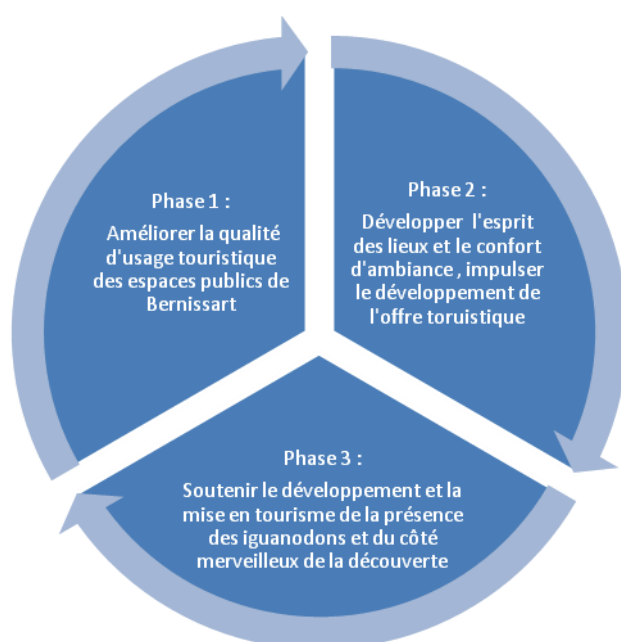 Phase 1 :
Améliorer la qualité
d'usage touristique
des espaces publics de
Bernissart
Phase 2 :
Développer l'esprit
des lieux et le confort
d'ambiance , impulser
le développement de
l'offre toruistique
Phase 3 :
Soutenir le développement et la
mise en tourisme de la présence
des iguanodons et du côté
merveilleux de la découverte